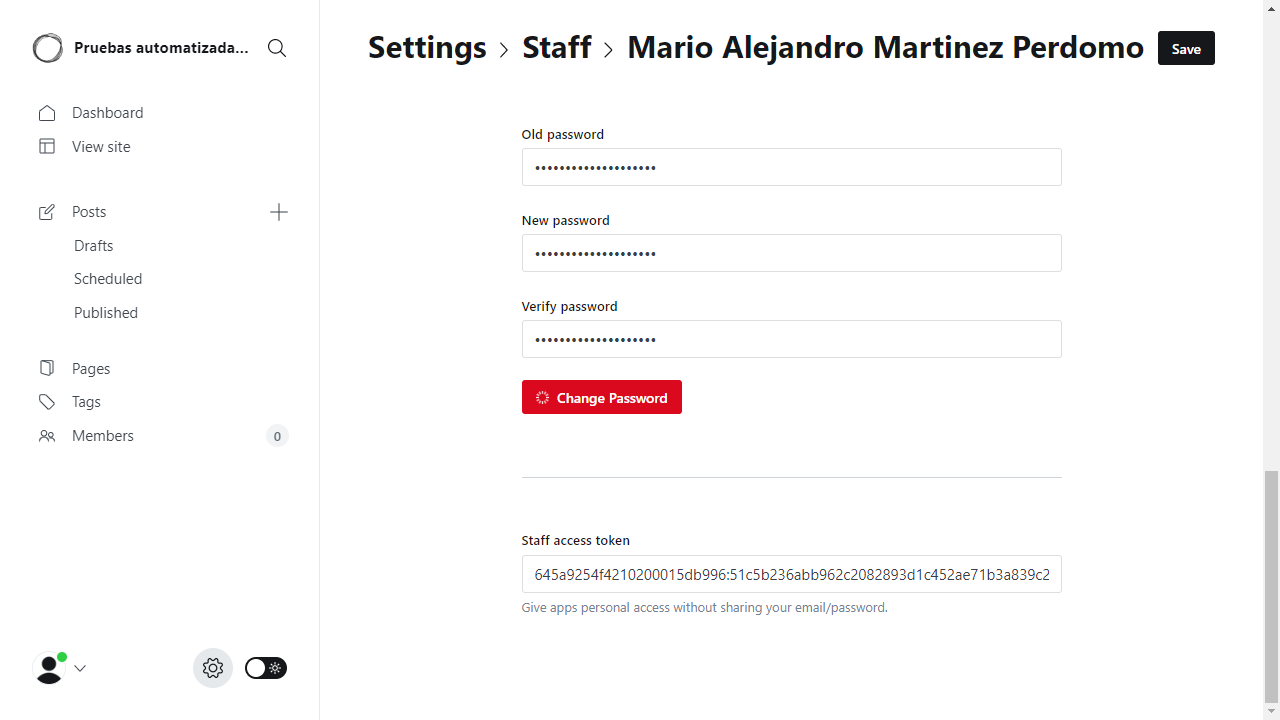 Pruebas automatizada...
Dashboard
View site
Posts
Drafts
Scheduled
Published
Pages
Tags
Members
0
Settings > Staff > Mario Alejandro Martinez Perdomo
Save
Old password
••••••••••••••••••••
New password
••••••••••••••••••••
Verify password
••••••••••••••••••••
Change Password
Staff access token
645a9254f4210200015db996:51c5b236abb962c2082893d1c452ae71b3a839c2
Give apps personal access without sharing your email/password.